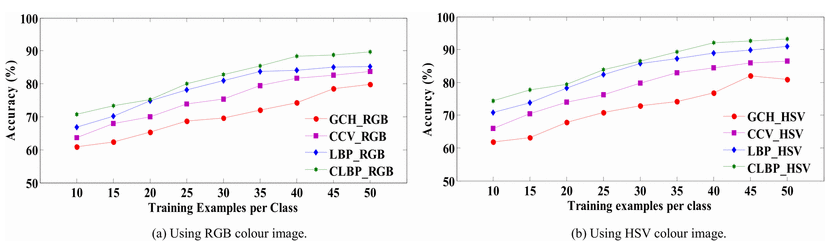 100
90
80
70
60
50
Accuracy (%)
10 15 20 25 30 35 40 45 50
Training Examples per Class
GCH_RGB
CCV_RGB
LBP_RGB
CLBP_RGB
(a) Using RGB colour image.
100
90
80
70
60
50
Accurcy (%)
10 15 20 25 30 35 40 45 50
Training Examples per class
GCH_HSV
CCV_HSV
LBP_HSV
CLBP_HSV
(b) Using HSV colour image.